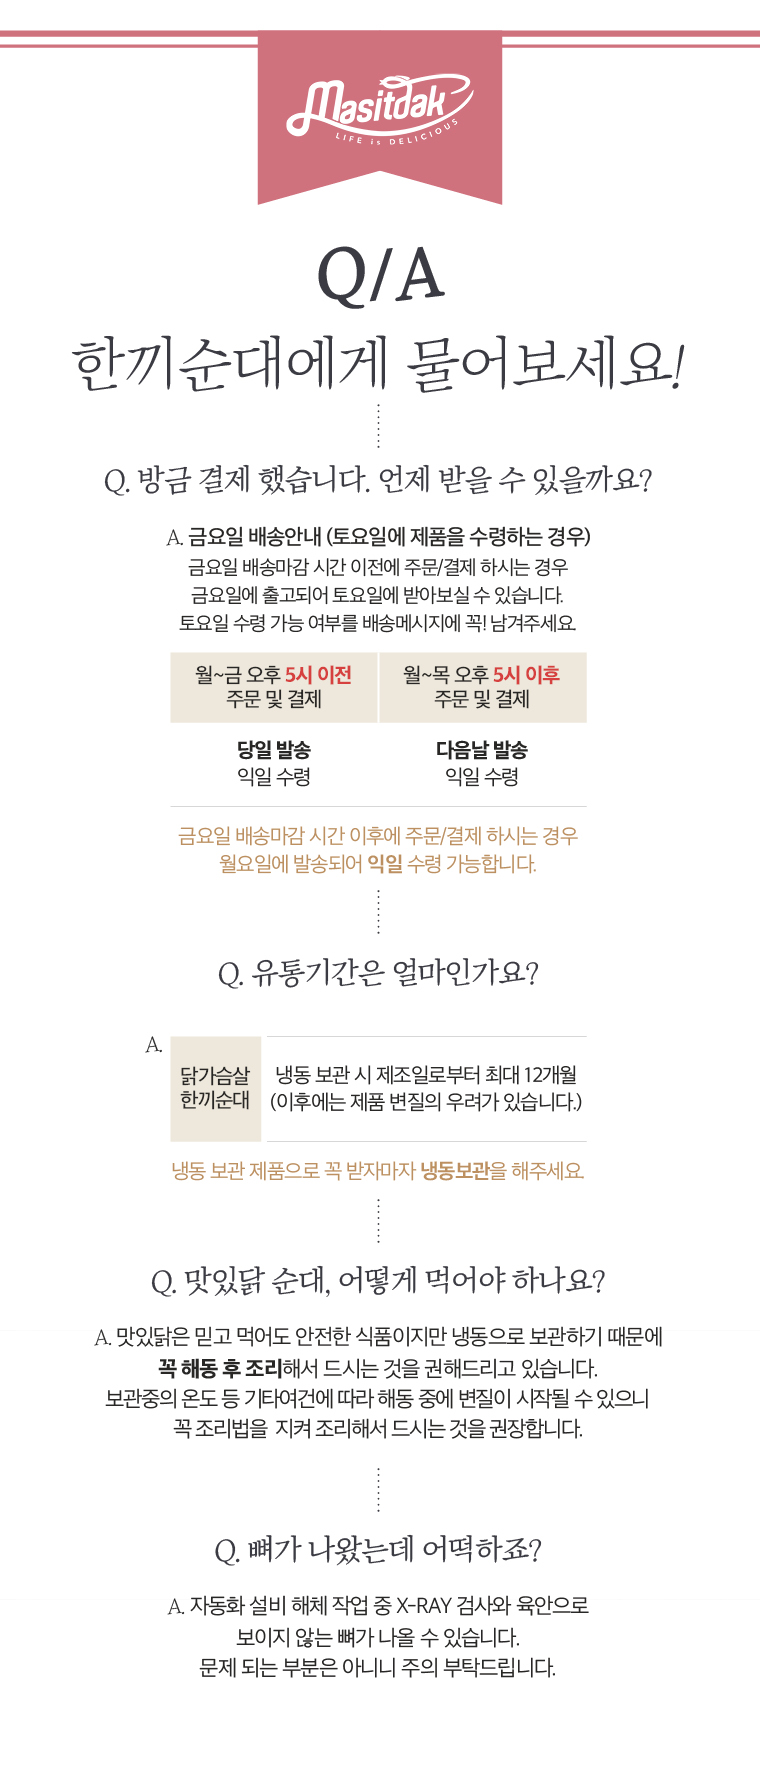 Masitdak
LIFE is DELICIOUS
Q/A
한끼순대에게 물어보세요!
Q. 방금 결제 했습니다. 언제 받을 수 있을까요?
A. 금요일 배송안내 (토요일에 제품을 수령하는 경우)
금요일 배송마감 시간 이전에 주문/결제 하시는 경우
금요일에 출고되어 토요일에 받아보실 수 있습니다.
토요일 수령 가능 여부를 배송메시지에 꼭! 남겨주세요.
월~금 오후 5시 이전
주문 및 결제
월~목 오후 5시 이후
주문 및 결제
당일 발송
익일 수령
다음날 발송
익일 수령
금요일 배송마감 시간 이후에 주문/결제 하시는 경우
월요일에 발송되어 익일 수령 가능합니다.
Q. 유통기간은 얼마인가요?
A.
닭가슴살
한끼순대
냉동 보관 시 제조일로부터 최대 12개월
(이후에는 제품 변질의 우려가 있습니다.)
냉동 보관 제품으로 꼭 받자마자 냉동보관을 해주세요.
Q. 맛있닭 순대, 어떻게 먹어야 하나요?
A. 맛있닭은 믿고 먹어도 안전한 식품이지만 냉동으로 보관하기 때문에
꼭 해동 후 조리해서 드시는 것을 권해드리고 있습니다.
보관중의 온도 등 기타여건에 따라 해동 중에 변질이 시작될 수 있으니
꼭 조리법을 지켜 조리해서 드시는 것을 권장합니다.
Q. 뼈가 나왔는데 어떡하죠?
A. 자동화 설비 해체 작업 중 X-RAY 검사와 육안으로
보이지 않는 뼈가 나올 수 있습니다.
문제 되는 부분은 아니니 주의 부탁드립니다.